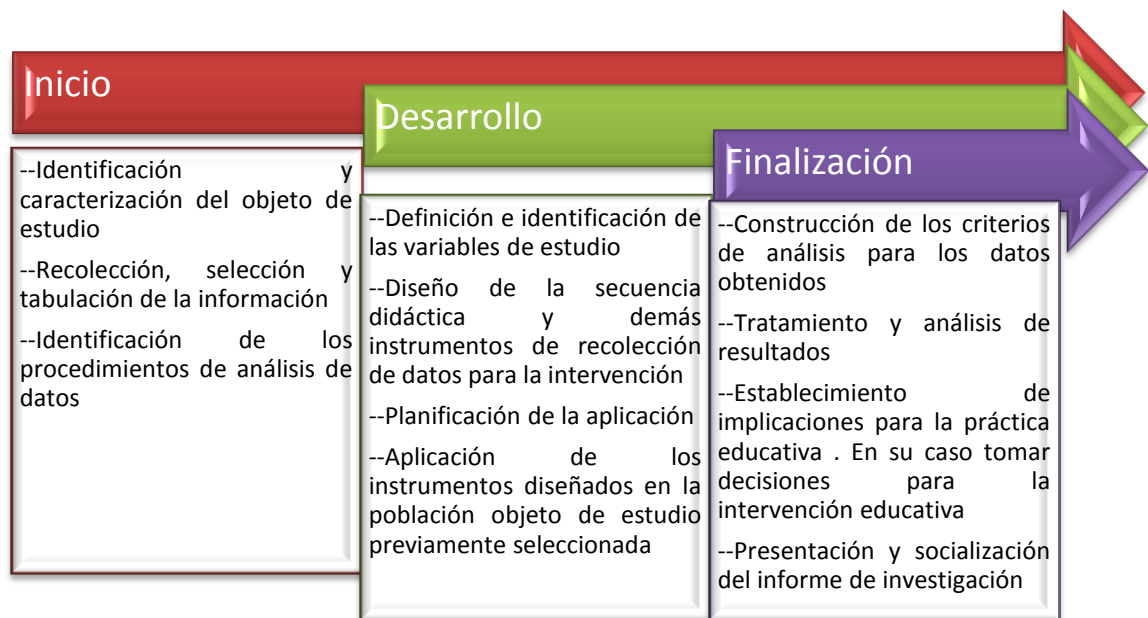 Inicio
--Identificación y
caracterización del objeto de
estudio
--Recolección, selección y
tabulación de la información
--Identificación de los
procedimientos de análisis de
datos
Desarrollo
--Definición e identificación de
las variables de estudio
--Diseño de la secuencia
didáctica y demás
instrumentos de recolección
de datos para la intervención
--Planificación de la aplicación
--Aplicación de los
instrumentos diseñados en la
población objeto de estudio
previamente seleccionada
Finalización
--Construcción de los criterios
de análisis para los datos
obtenidos
--Tratamiento y análisis de
resultados
--Establecimiento de
implicaciones para la práctica
educativa . En su caso tomar
decisiones para la
intervención educativa
--Presentación y socialización
del informe de investigación